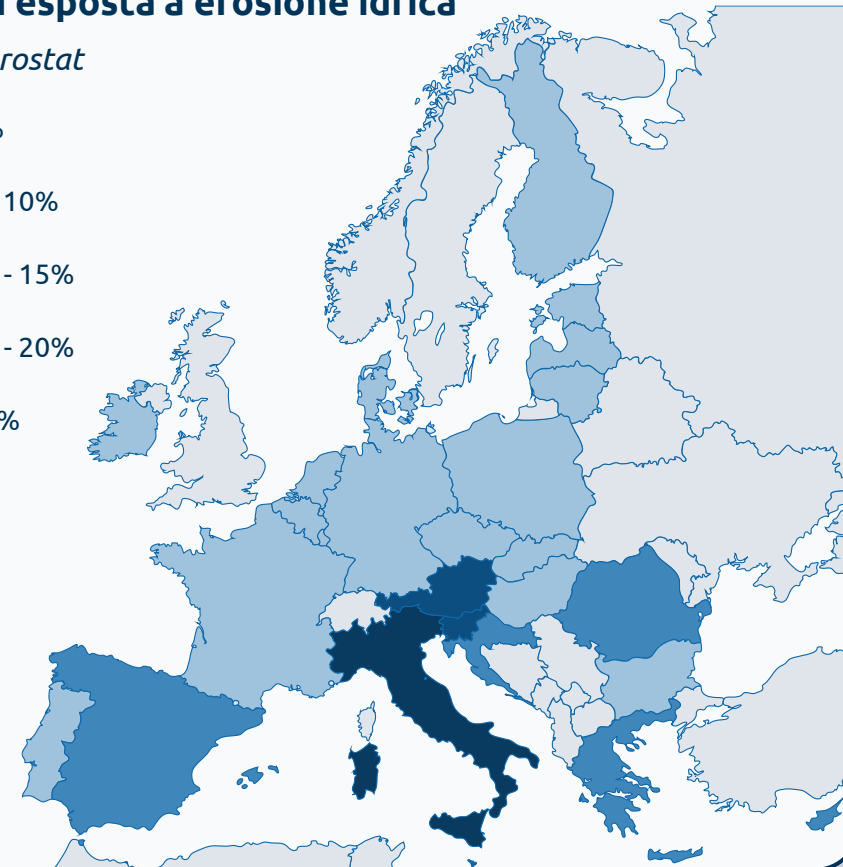 esposta a erosione idrica
rostat
%
10%
- 15%
- 20%
%